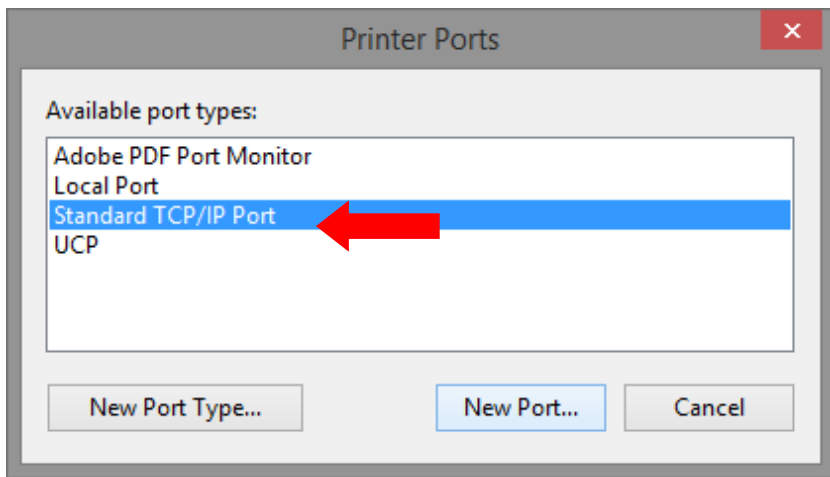 Printer Ports
Available port types:
Adobe PDF Port Monitor
Local Port
Standard TCP/IP Port
UCP
New Port Type... New Port... Cancel